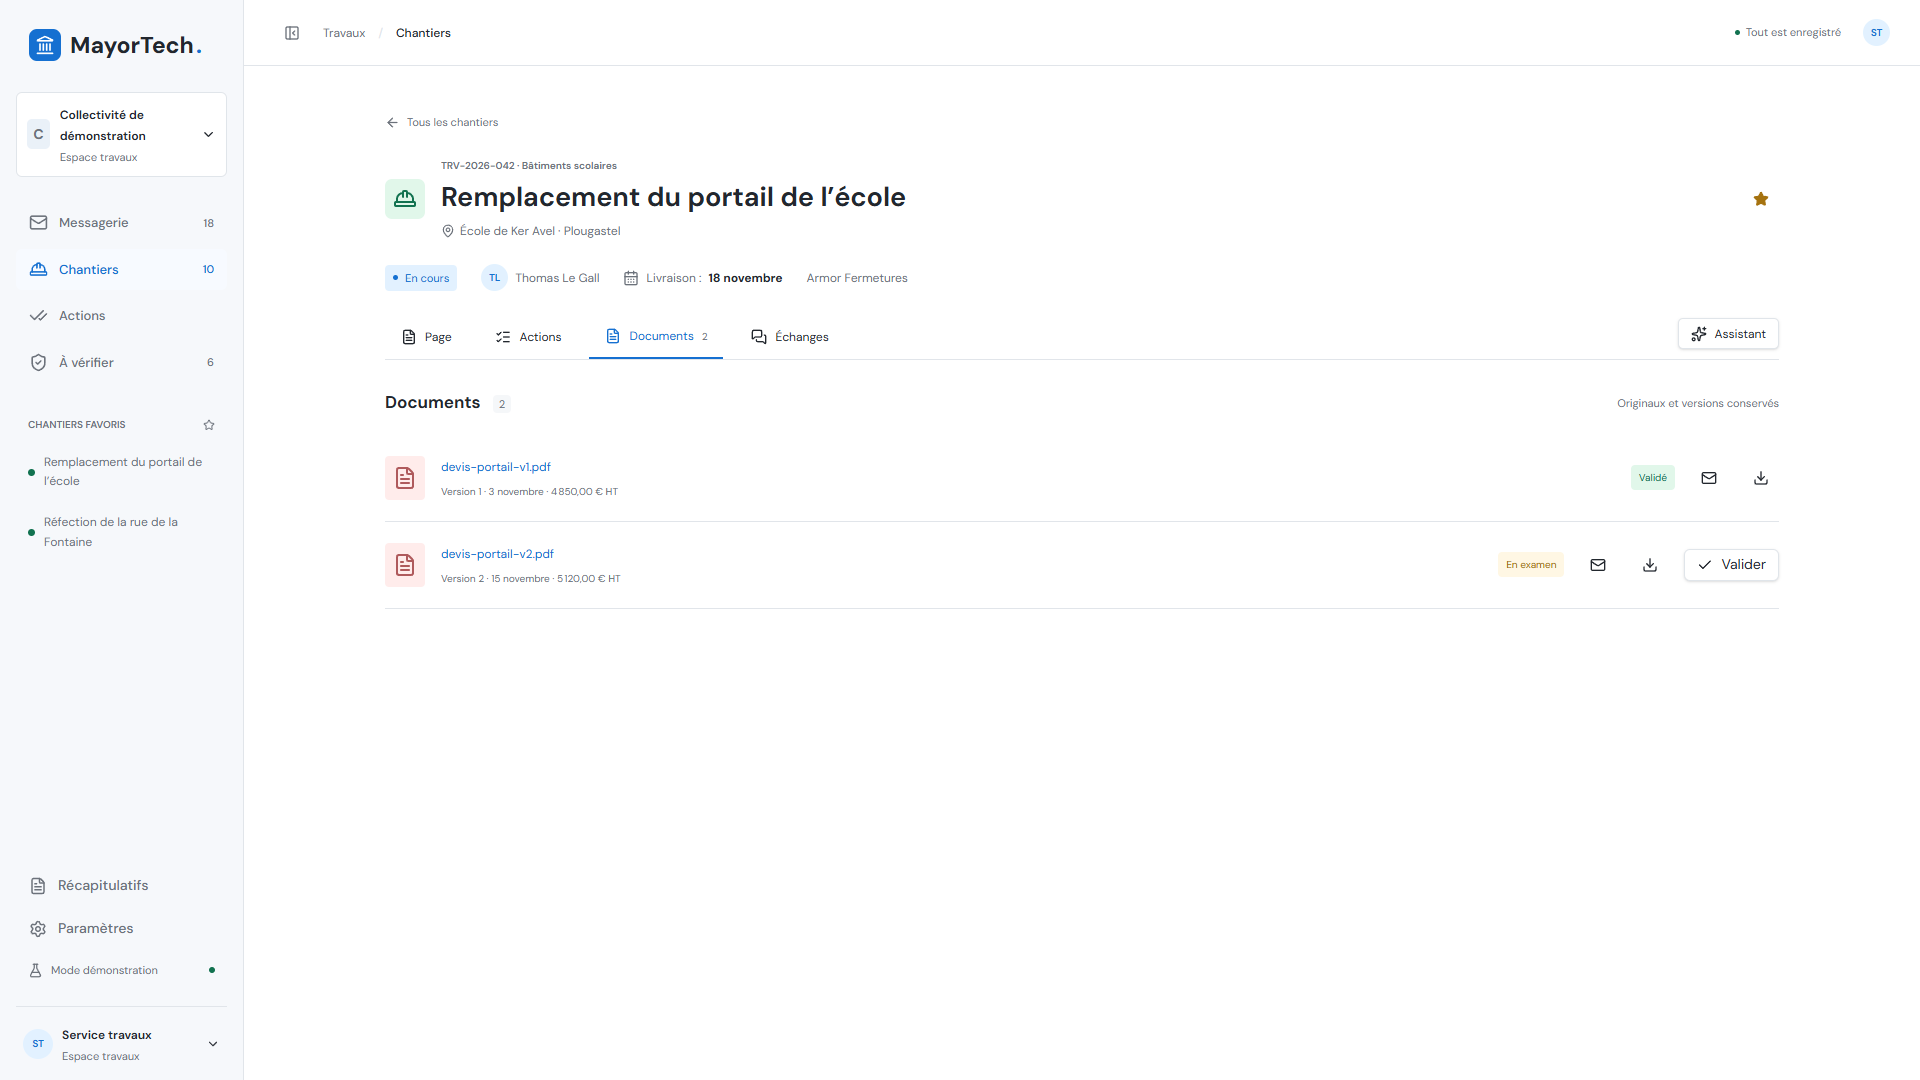 MayorTech.
Collectivité de
démonstration
C
Espace travaux
Messagerie 18
Chantiers 10
Actions
À vérifier 6
CHANTIERS FAVORIS
Remplacement du portail de
l’école
Réfection de la rue de la
Fontaine
Récapitulatifs
Paramètres
Mode démonstration
ST
Service travaux
Espace travaux
Travaux / Chantiers
Tout est enregistré
ST
Tous les chantiers
TRV-2026-042 · Bâtiments scolaires
Remplacement du portail de l’école
École de Ker Avel · Plougastel
En cours TL Thomas Le Gall Livraison : 18 novembre Armor Fermetures
Page Actions Documents 2 Échanges Assistant
Documents 2 Originaux et versions conservés
devis-portail-v1.pdf
Version 1 · 3 novembre · 4 850,00 € HT
Validé
devis-portail-v2.pdf
Version 2 · 15 novembre · 5 120,00 € HT
En examen Valider